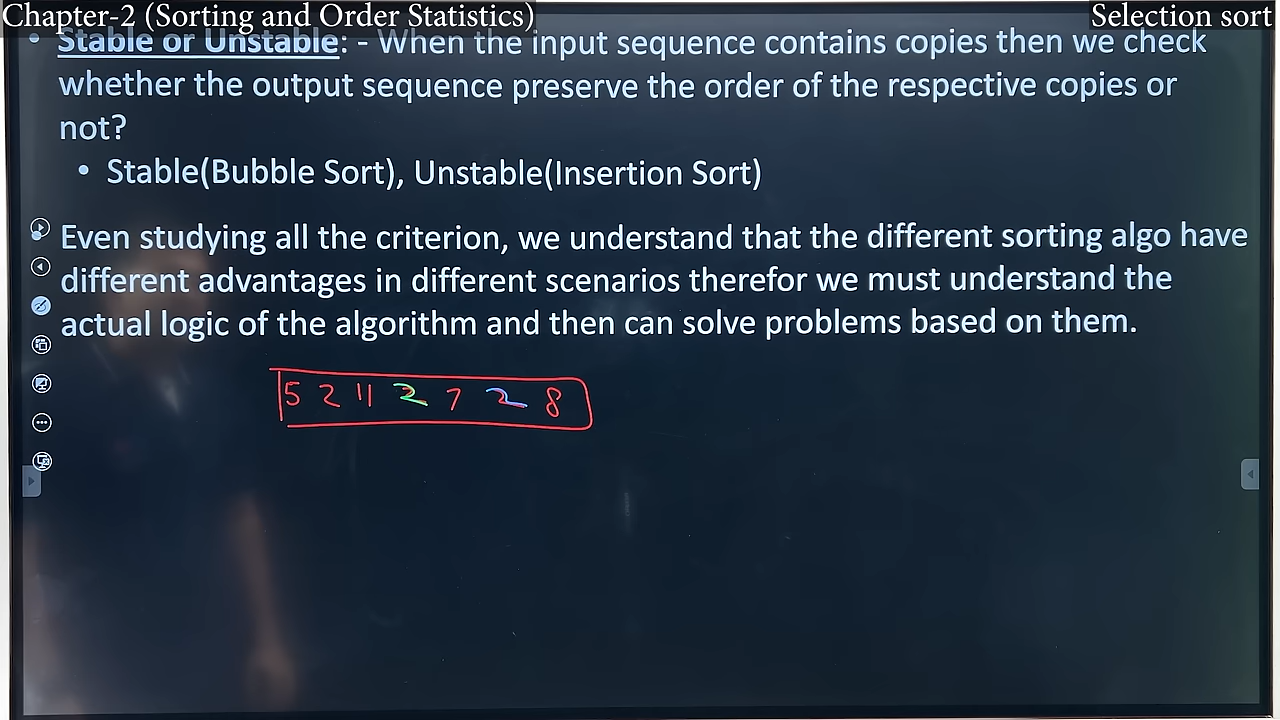 Chapter-2 (Sorting and Order Statistics)
Selection sort
• Stable or Unstable: - When the input sequence contains copies then we check
whether the output sequence preserve the order of the respective copies or
not?
• Stable(Bubble Sort), Unstable(Insertion Sort)
• Even studying all the criterion, we understand that the different sorting algo have
different advantages in different scenarios therefor we must understand the
actual logic of the algorithm and then can solve problems based on them.
5 2 11 2 7 2 8